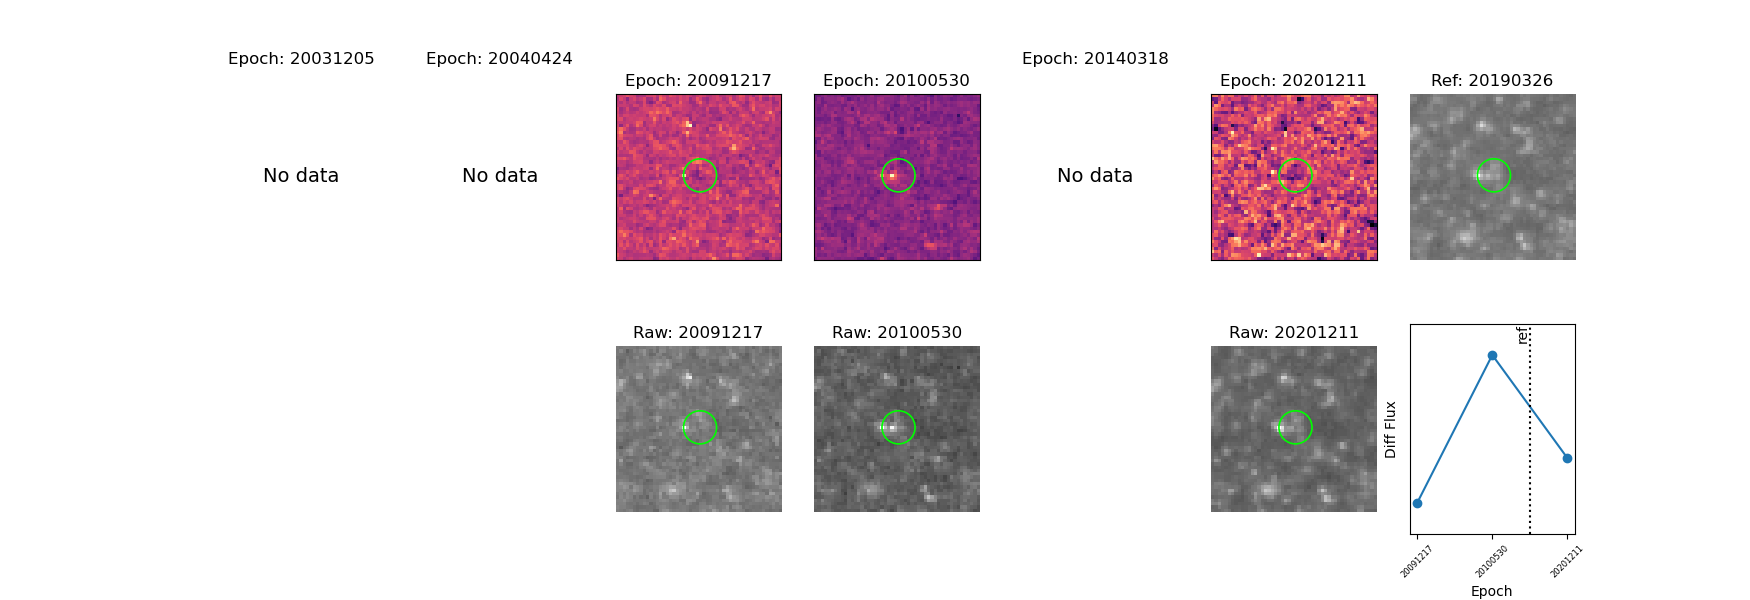 Epoch: 20031205
Epoch: 20040424
Epoch: 20091217
Epoch: 20100530
Epoch: 20140318
Epoch: 20201211
Ref: 20190326
No data
No data
No data
Raw: 20091217
Raw: 20100530
Raw: 20201211
ref
Diff Flux
20091217
20100530
20201211
Epoch